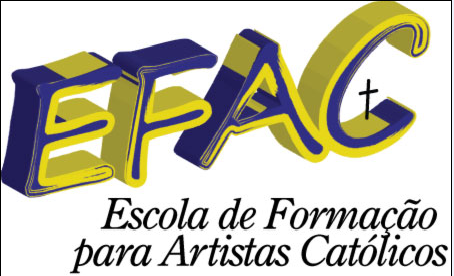 EFAC
Escola de Formação
para Artistas Católicos